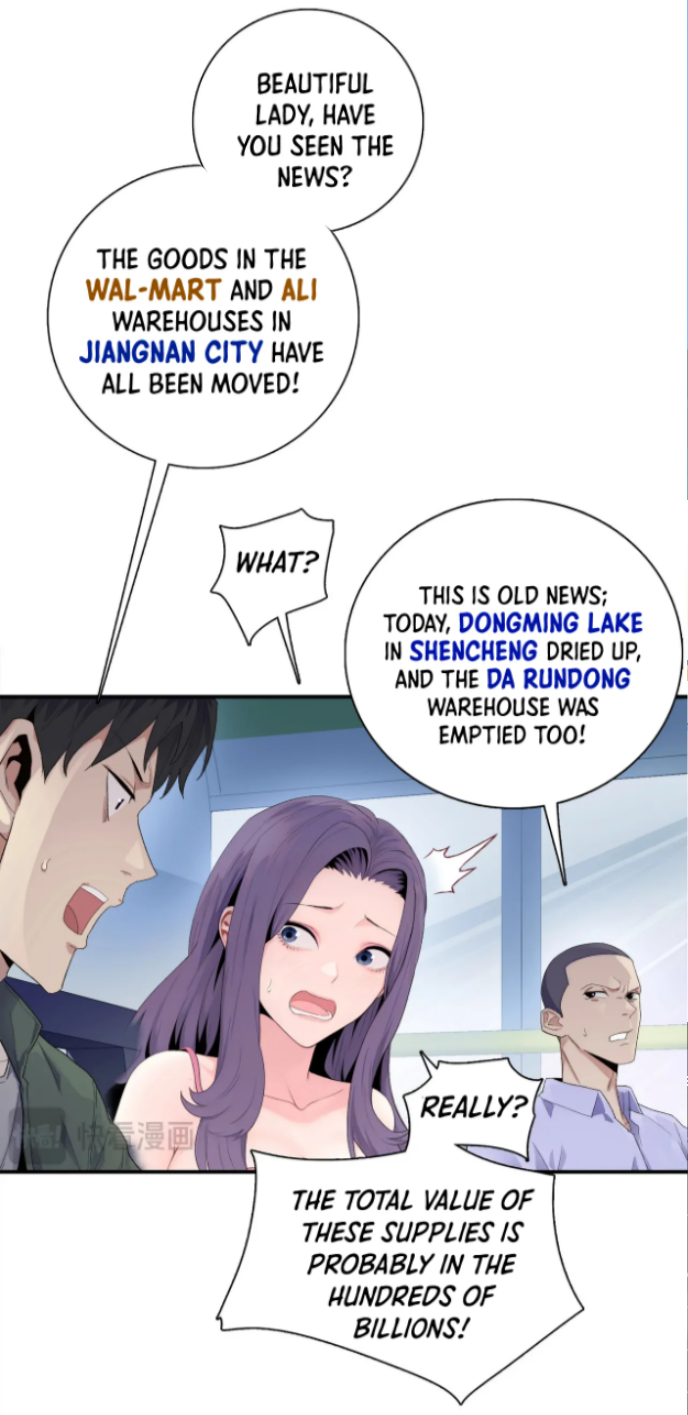 BEAUTIFUL
LADY, HAVE
YOU SEEN THE
NEWS?
THE GOODS IN THE
WAL-MART AND ALI
WAREHOUSES IN
JIANGNAN CITY HAVE
ALL BEEN MOVED!
WHAT?
THIS IS OLD NEWS;
TODAY, DONGMING LAKE
IN SHENCHENG DRIED UP,
AND THE DA RUNDONG
WAREHOUSE WAS
EMPTIED TOO!
REALLY?
快看! 快看漫画
THE TOTAL VALUE OF
THESE SUPPLIES IS
PROBABLY IN THE
HUNDREDS OF
BILLIONS!